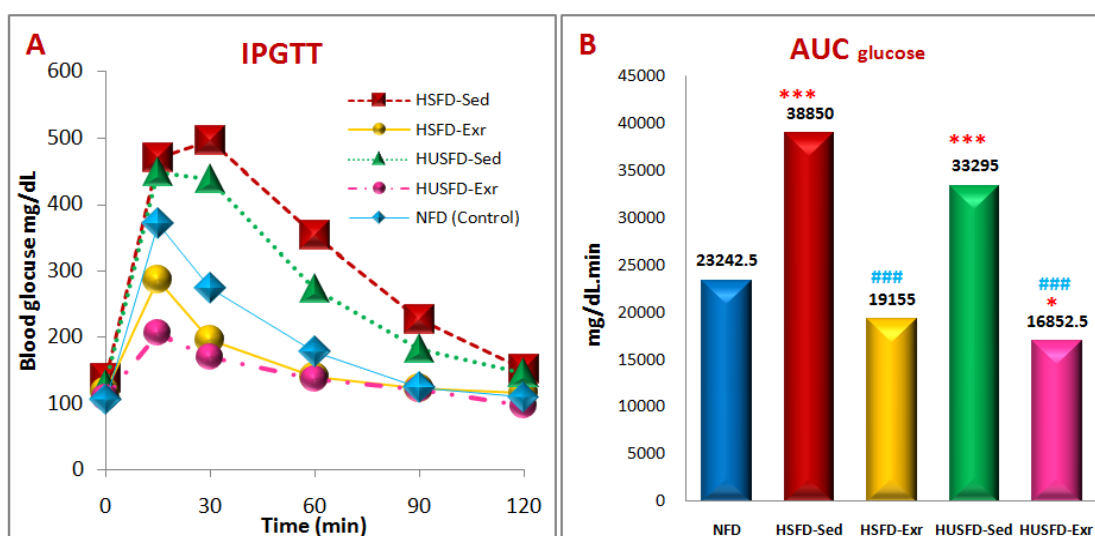 A
IPGTT
600
500
400
300
200
100
0
Blood glocuse mg/dL
0 30 60 90 120
Time (min)
HSFD-Sed
HSFD-Exr
HUSFD-Sed
HUSFD-Exr
NFD (Control)
B
AUC glucose
45000
40000
35000
30000
25000
20000
15000
10000
5000
0
mg/dL.min
23242.5
***
38850
###
19155
***
33295
###
*
16852.5
NFD HSFD-Sed HSFD-Exr HUSFD-Sed HUSFD-Exr